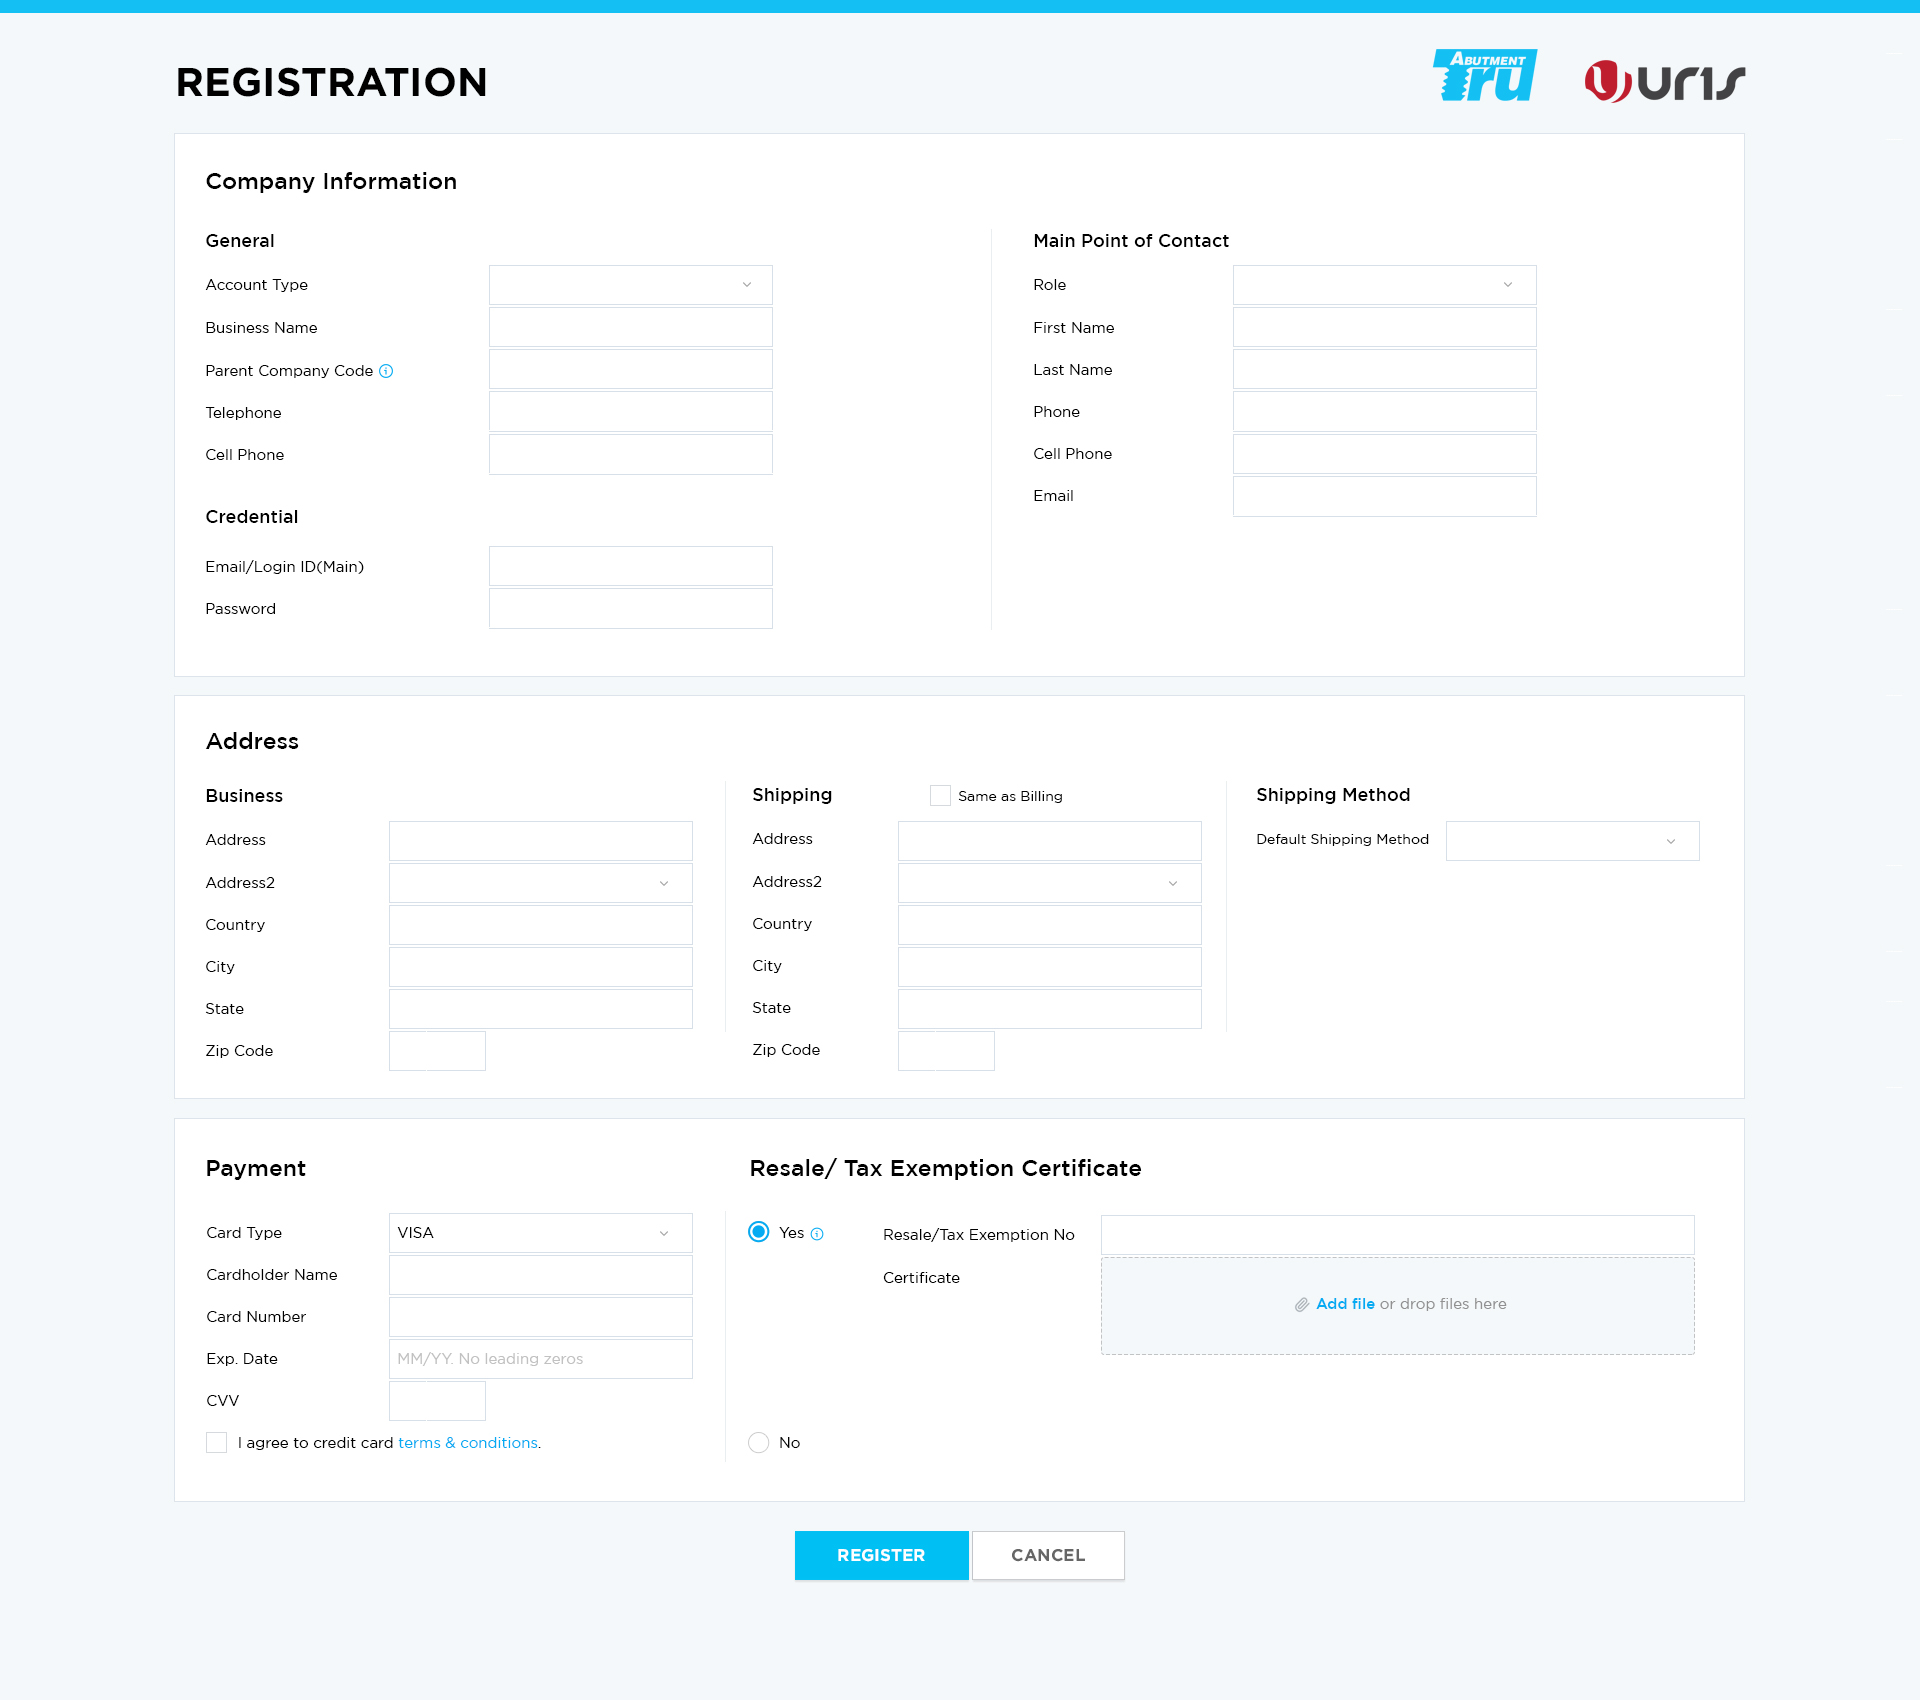 REGISTRATION
ABUTMENT
Tru
uris
Company Information
General
Account Type
Business Name
Parent Company Code
Telephone
Cell Phone
Credential
Email/Login ID(Main)
Password
Main Point of Contact
Role
First Name
Last Name
Phone
Cell Phone
Email
Address
Business
Address
Address2
Country
City
State
Zip Code
Shipping
Same as Billing
Address
Address2
Country
City
State
Zip Code
Shipping Method
Default Shipping Method
Payment
Card Type
VISA
Cardholder Name
Card Number
Exp. Date
MM/YY. No leading zeros
CVV
I agree to credit card terms & conditions.
Resale/ Tax Exemption Certificate
Yes
Resale/Tax Exemption No
Certificate
Add file or drop files here
No
REGISTER
CANCEL